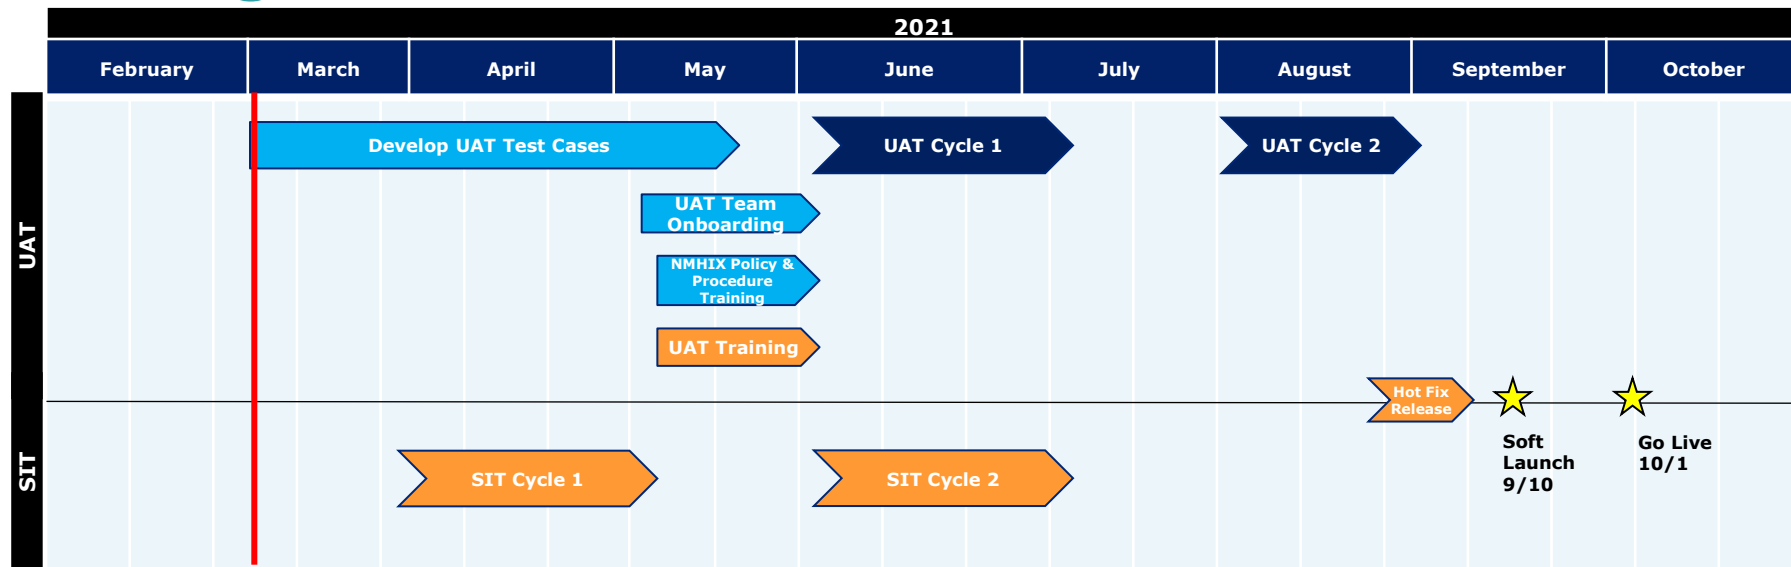 2021
February
March
April
May
June
July
August
September
October
UAT
Develop UAT Test Cases
UAT Cycle 1
UAT Cycle 2
UAT Team
Onboarding
NMHIX Policy &
Procedure
Training
UAT Training
Hot Fix
Release
SIT
SIT Cycle 1
SIT Cycle 2
Soft
Launch
9/10
Go Live
10/1